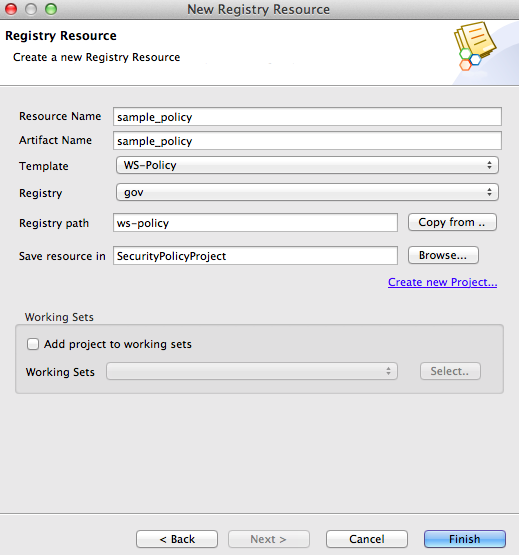 New Registry Resource
Registry Resource
Create a new Registry Resource
Resource Name sample_policy
Artifact Name sample_policy
Template WS-Policy
Registry gov
Registry path ws-policy Copy from ..
Save resource in SecurityPolicyProject Browse...
Create new Project...
Working Sets
Add project to working sets
Working Sets Select..
< Back Next > Cancel Finish